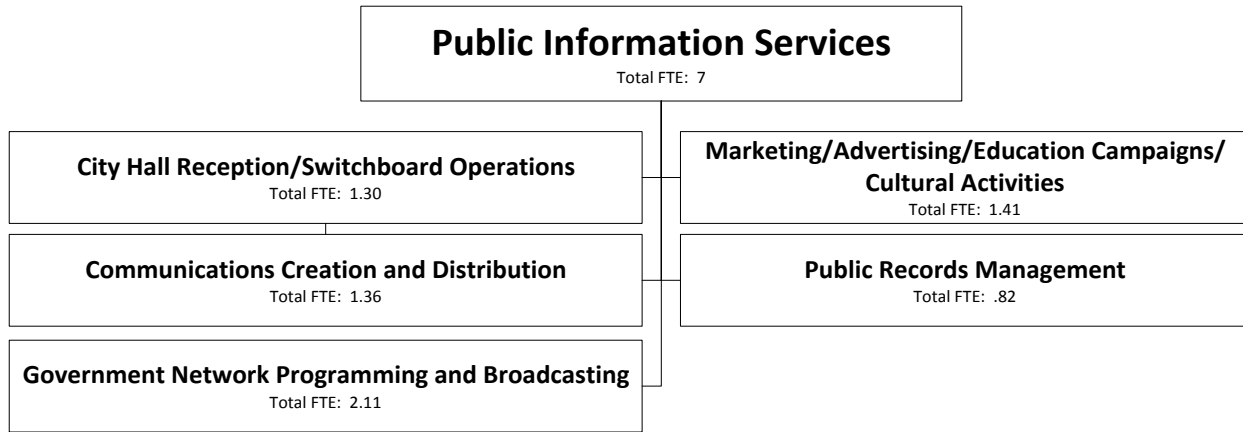 Public Information Services
Total FTE: 7
City Hall Reception/Switchboard Operations
Total FTE: 1.30
Marketing/Advertising/Education Campaigns/
Cultural Activities
Total FTE: 1.41
Communications Creation and Distribution
Total FTE: 1.36
Public Records Management
Total FTE: .82
Government Network Programming and Broadcasting
Total FTE: 2.11